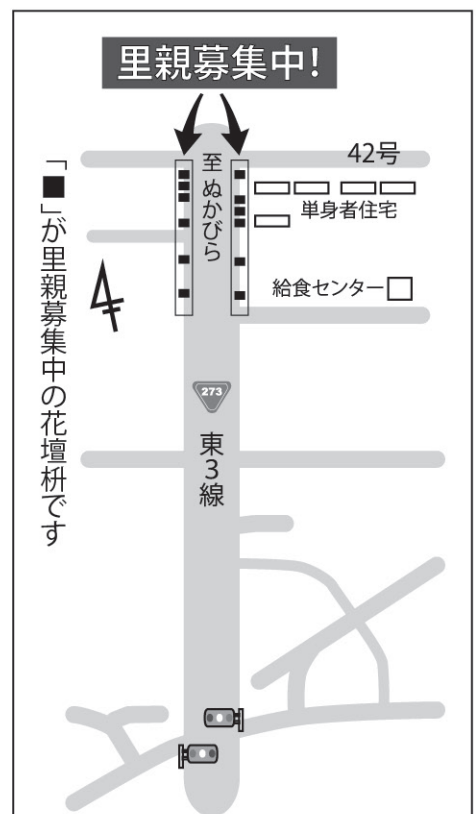 里親募集中!
42号
至ぬかびら
単身者住宅
給食センター
「■」が里親募集中の花壇枡です
273
東3線